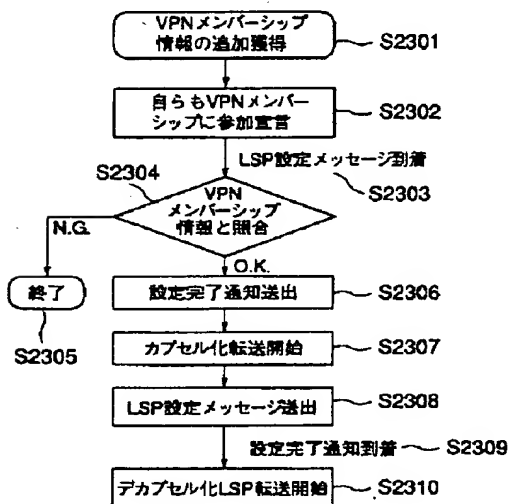 VPNメンバーシップ
情報の追加獲得
S2301
自らもVPNメンバー
シップに参加宣言
S2302
LSP設定メッセージ到着
S2303
S2304
VPN
メンバーシップ
情報と照合
N.G.
O.K.
終了
S2305
設定完了通知送出
S2306
カプセル化転送開始
S2307
LSP設定メッセージ送出
S2308
設定完了通知到着
S2309
デカプセル化LSP転送開始
S2310